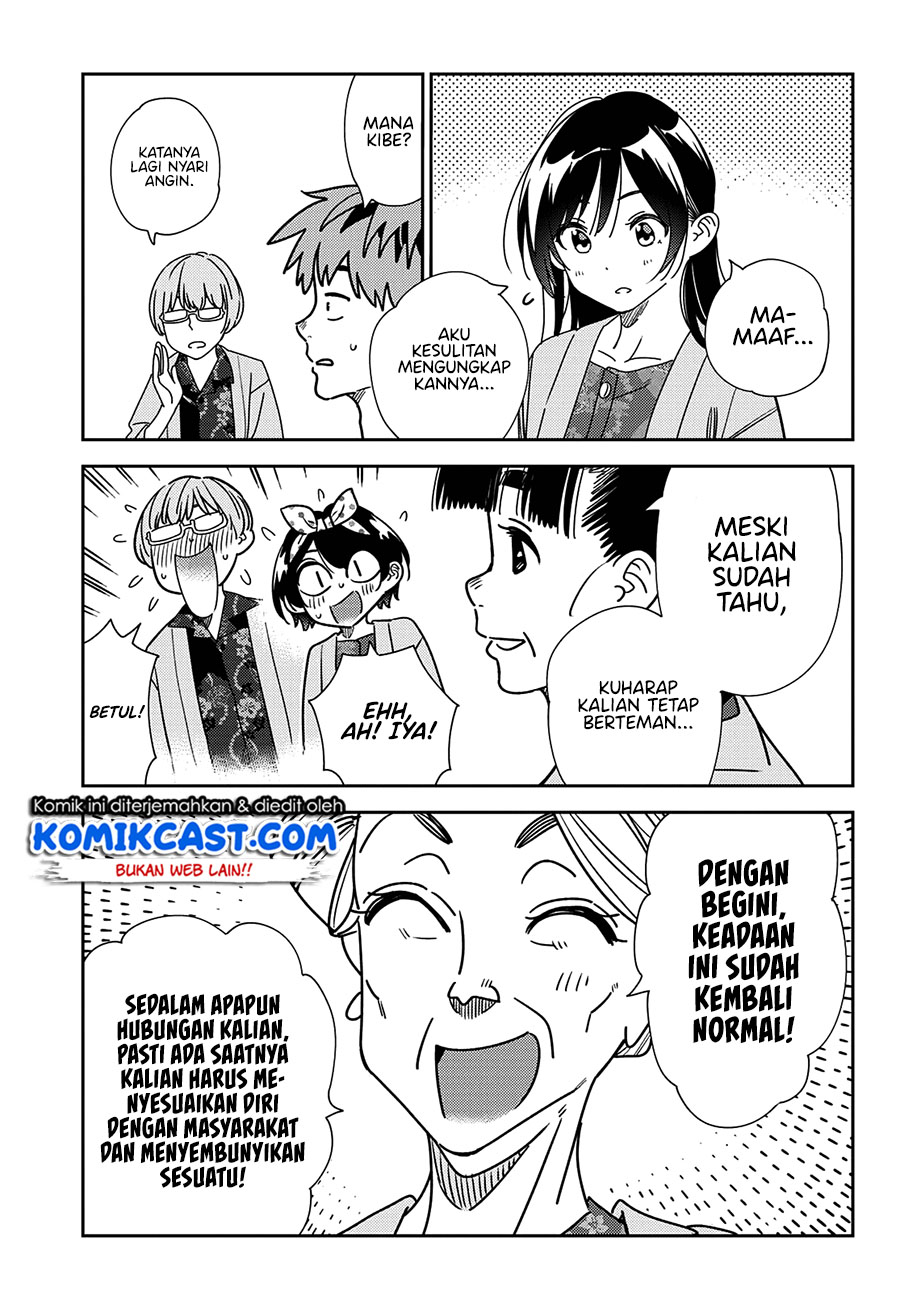 MA-
MAAF...
AKU
KESULITAN
MENGUNGKAP
KANNYA...
MANA
KIBE?
KATANYA
LAGI NYARI
ANGIN.
MESKI
KALIAN
SUDAH
TAHU,
KUHARAP
KALIAN TETAP
BERTEMAN...
EHH,
AH! IYA!
BETUL!
Komik ini diterjemahkan & diedit oleh
KOMIKCAST.COM
BUKAN WEB LAIN!!
DENGAN
BEGINI,
KEADAAN
INI SUDAH
KEMBALI
NORMAL!
SEDALAM APAPUN
HUBUNGAN KALIAN,
PASTI ADA SAATNYA
KALIAN HARUS ME-
NYESUAIKAN DIRI
DENGAN MASYARAKAT
DAN MENYEMBUNYIKAN
SESUATU!